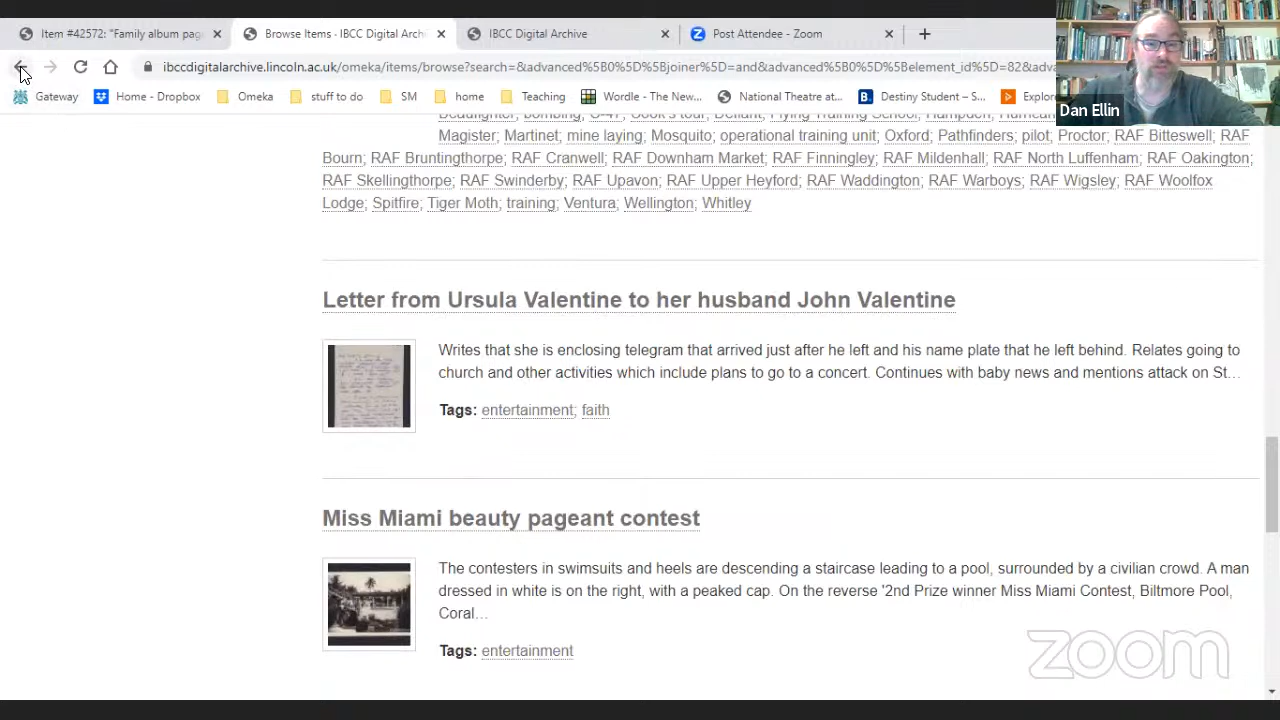 Item #42572: "Family album pag
Browse Items · IBCC Digital Arch
IBCC Digital Archive
Post Attendee - Zoom
ibccdigitalarchive.lincoln.ac.uk/omeka/items/browse?search=&advanced%5B0%5D%5Bjoiner%5D=and&advanced%5B0%5D%5Belement_id%5D=82&adva
Gateway
Home - Dropbox
Omeka
stuff to do
SM
home
Teaching
Wordle - The New...
National Theatre at...
Destiny Student – S...
Explor
Dan Ellin
Magister; Martinet; mine laying; Mosquito; operational training unit; Oxford; Pathfinders; pilot; Proctor; RAF Bitteswell; RAF
Bourn; RAF Bruntingthorpe; RAF Cranwell; RAF Downham Market; RAF Finningley; RAF Mildenhall; RAF North Luffenham; RAF Oakington;
RAF Skellingthorpe; RAF Swinderby; RAF Upavon; RAF Upper Heyford; RAF Waddington; RAF Warboys; RAF Wigsley; RAF Woolfox
Lodge; Spitfire; Tiger Moth; training; Ventura; Wellington; Whitley
Letter from Ursula Valentine to her husband John Valentine
Writes that she is enclosing telegram that arrived just after he left and his name plate that he left behind. Relates going to
church and other activities which include plans to go to a concert. Continues with baby news and mentions attack on St...
Tags: entertainment; faith
Miss Miami beauty pageant contest
The contesters in swimsuits and heels are descending a staircase leading to a pool, surrounded by a civilian crowd. A man
dressed in white is on the right, with a peaked cap. On the reverse '2nd Prize winner Miss Miami Contest, Biltmore Pool,
Coral...
Tags: entertainment
zoom